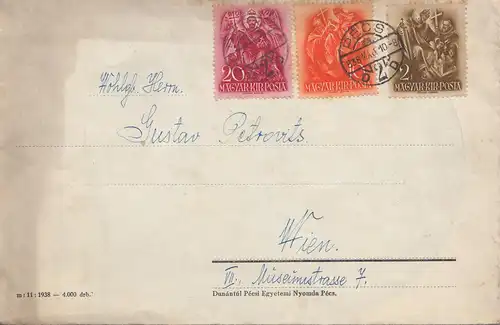 20 2
MAGYAR·KIR·POSTA MAGYAR·KIR·POSTA MAGYAR·KIR·POSTA
PÉCS
Wohlgb. Herrn.
Gustav Petrovits
Wien.
VII. Museumstrasse 7.
m : 11 : 1938 — 4.000 drb.
Dunántúl Pécsi Egyetemi Nyomda Pécs.